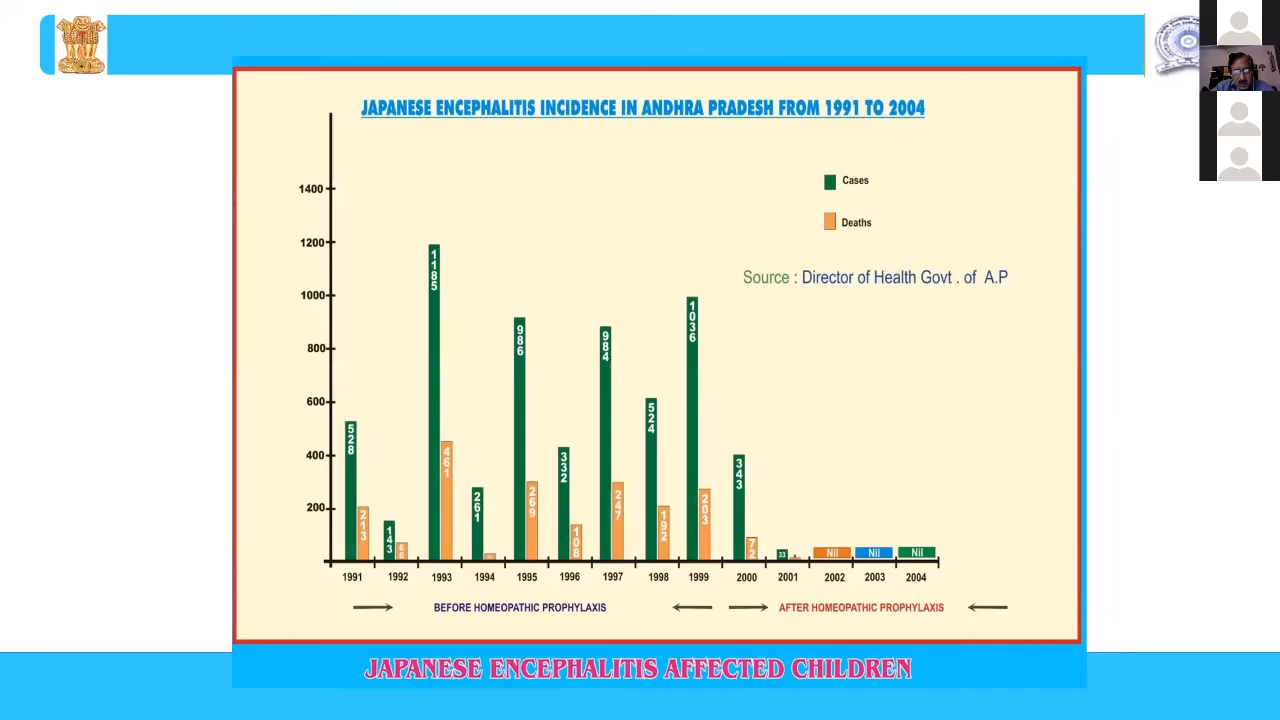 JAPANESE ENCEPHALITIS INCIDENCE IN ANDHRA PRADESH FROM 1991 TO 2004
Cases
Deaths
Source : Director of Health Govt . of A.P
1400
1200
1000
800
600
400
200
528
213
143
66
1185
461
261
986
269
332
108
984
247
524
192
1036
203
343
72
33
Nil
Nil
Nil
1991 1992 1993 1994 1995 1996 1997 1998 1999 2000 2001 2002 2003 2004
BEFORE HOMEOPATHIC PROPHYLAXIS AFTER HOMEOPATHIC PROPHYLAXIS
JAPANESE ENCEPHALITIS AFFECTED CHILDREN